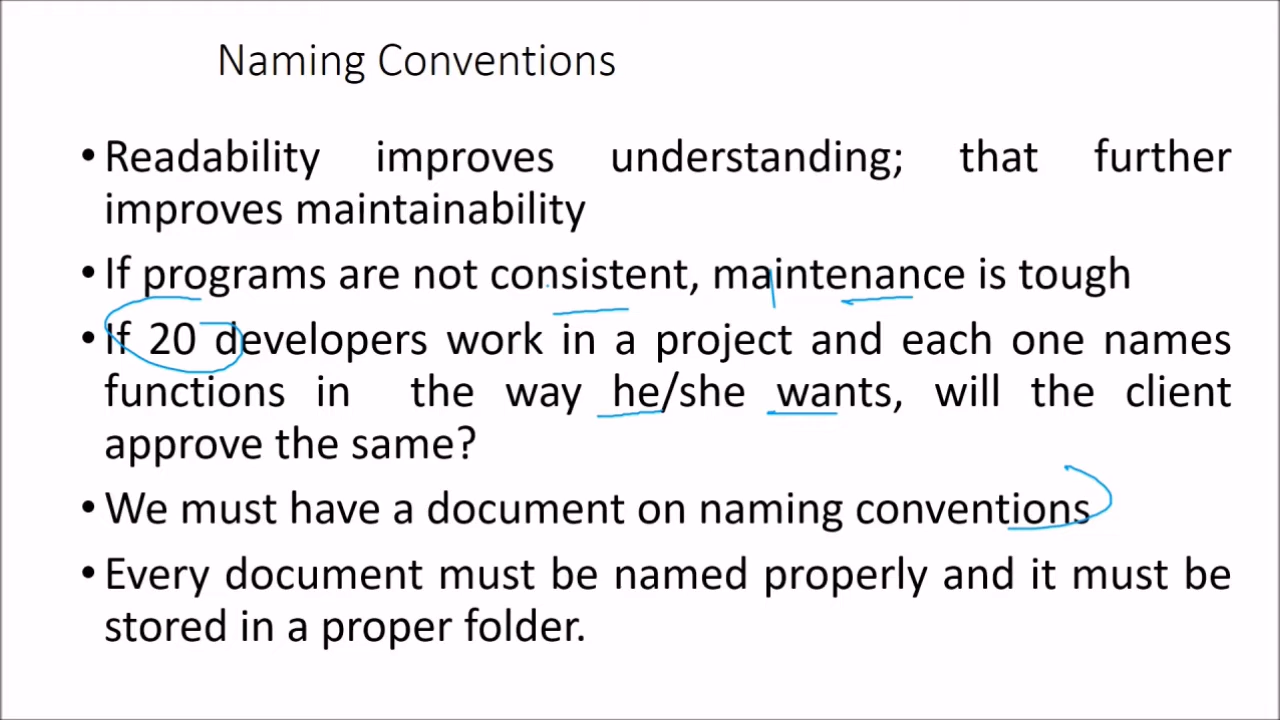 Naming Conventions
•Readability improves understanding; that further
improves maintainability
•If programs are not consistent, maintenance is tough
•If 20 developers work in a project and each one names
functions in the way he/she wants, will the client
approve the same?
•We must have a document on naming conventions
•Every document must be named properly and it must be
stored in a proper folder.